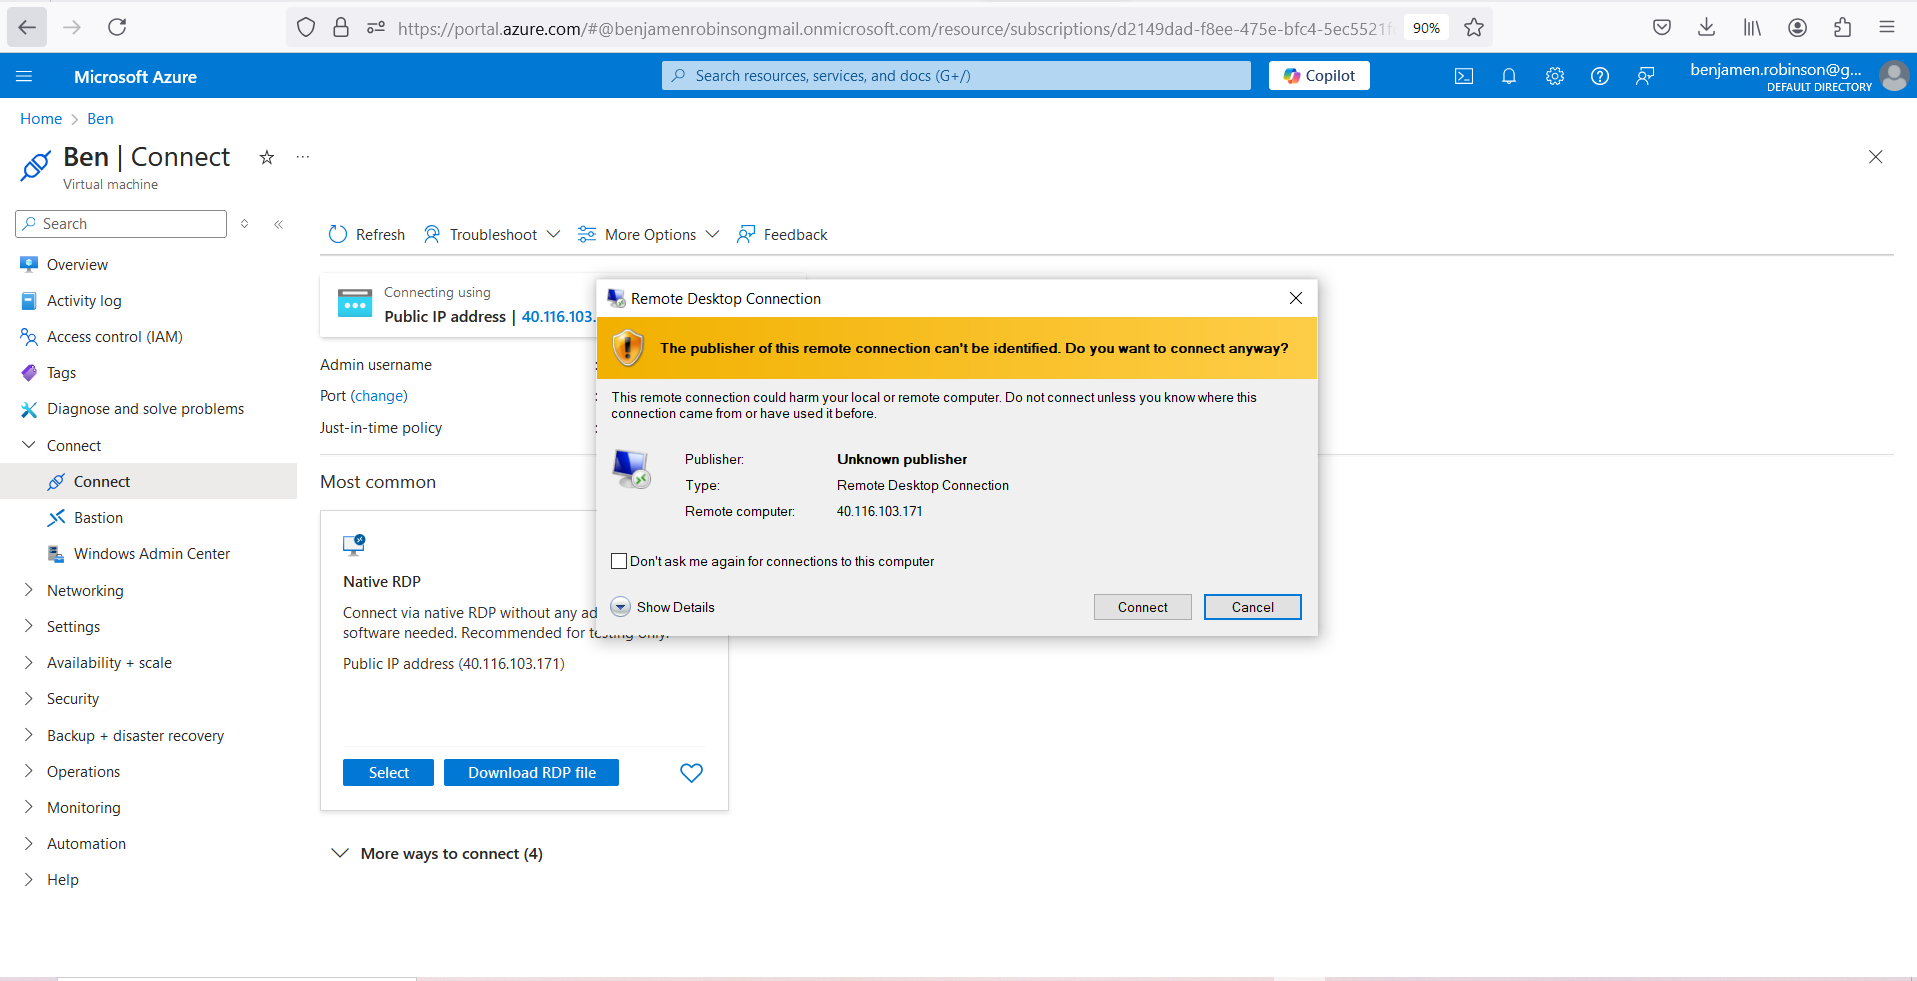 https://portal.azure.com/#@benjamenrobinsongmail.onmicrosoft.com/resource/subscriptions/d2149dad-f8ee-475e-bfc4-5ec5521f
90%
Microsoft Azure
Search resources, services, and docs (G+/)
Copilot
benjamen.robinson@g...
DEFAULT DIRECTORY
Home > Ben
Ben | Connect
Virtual machine
Search
Refresh
Troubleshoot
More Options
Feedback
Overview
Activity log
Access control (IAM)
Tags
Diagnose and solve problems
Connect
Connect
Bastion
Windows Admin Center
Networking
Settings
Availability + scale
Security
Backup + disaster recovery
Operations
Monitoring
Automation
Help
Connecting using
Public IP address | 40.116.103.
Admin username :
Port (change) :
Just-in-time policy :
Most common
Native RDP
Connect via native RDP without any ad
software needed. Recommended for testing only.
Public IP address (40.116.103.171)
Select
Download RDP file
More ways to connect (4)
Remote Desktop Connection
The publisher of this remote connection can't be identified. Do you want to connect anyway?
This remote connection could harm your local or remote computer. Do not connect unless you know where this
connection came from or have used it before.
Publisher: Unknown publisher
Type: Remote Desktop Connection
Remote computer: 40.116.103.171
Don't ask me again for connections to this computer
Show Details
Connect
Cancel